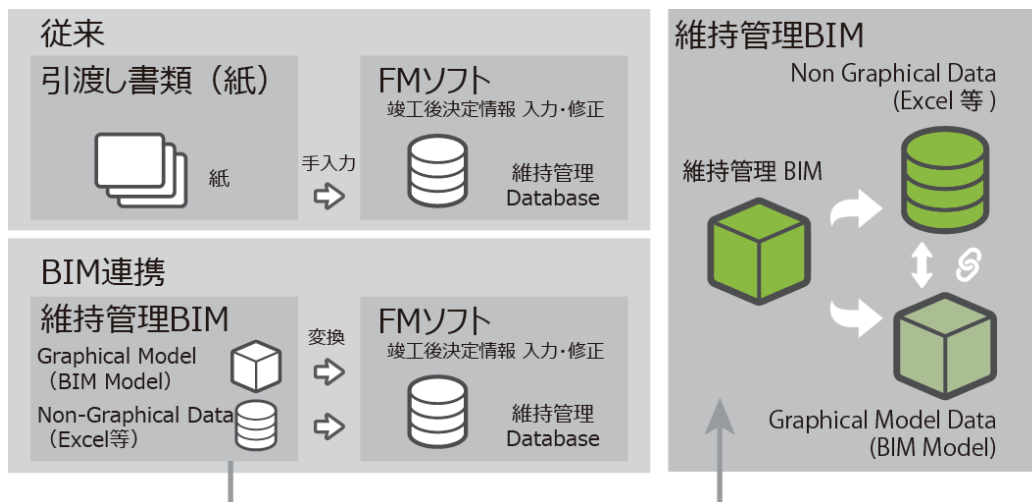 従来
引渡し書類（紙）
紙
手入力
FMソフト
竣工後決定情報 入力・修正
維持管理
Database
BIM連携
維持管理BIM
Graphical Model
（BIM Model）
Non-Graphical Data
（Excel等）
変換
FMソフト
竣工後決定情報 入力・修正
維持管理
Database
維持管理BIM
Non Graphical Data
(Excel 等 )
維持管理 BIM
Graphical Model Data
(BIM Model)